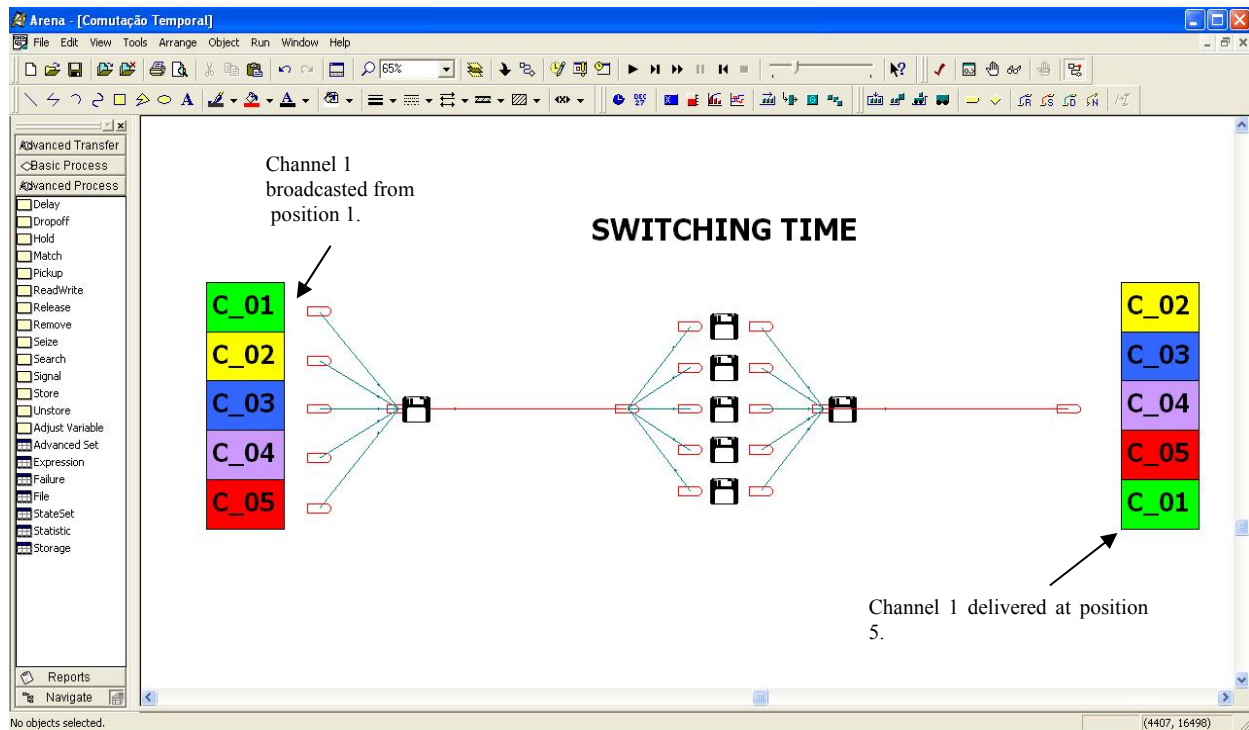 Arena - [Comutação Temporal]
File Edit View Tools Arrange Object Run Window Help
65%
Advanced Transfer
Basic Process
Advanced Process
Delay
Dropoff
Hold
Match
Pickup
ReadWrite
Release
Remove
Seize
Search
Signal
Store
Unstore
Adjust Variable
Advanced Set
Expression
Failure
File
StateSet
Statistic
Storage
Reports
Navigate
Channel 1
broadcasted from
position 1.
SWITCHING TIME
C_01
C_02
C_03
C_04
C_05
C_02
C_03
C_04
C_05
C_01
Channel 1 delivered at position
5.
No objects selected.
(4407, 16498)